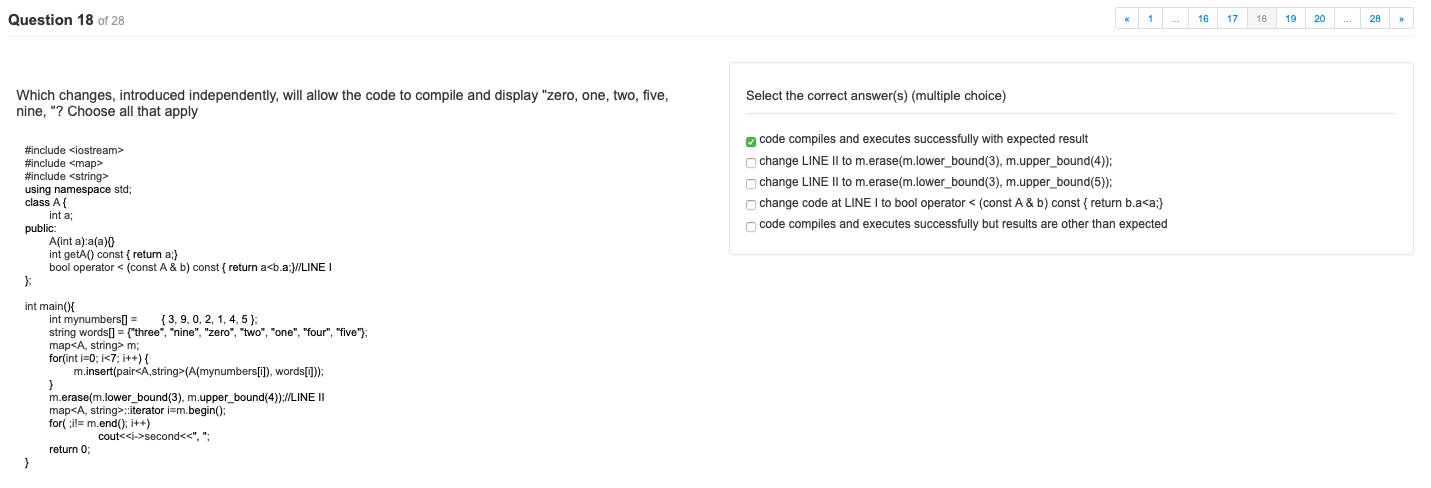 Question 18 of 28
« 1 ... 16 17 18 19 20 ... 28 »
Which changes, introduced independently, will allow the code to compile and display "zero, one, two, five,
nine, "? Choose all that apply
#include <iostream>
#include <map>
#include <string>
using namespace std;
class A {
int a;
public:
A(int a):a(a){}
int getA() const { return a;}
bool operator < (const A & b) const { return a<b.a;}//LINE I
};
int main(){
int mynumbers[] = { 3, 9, 0, 2, 1, 4, 5 };
string words[] = {"three", "nine", "zero", "two", "one", "four", "five"};
map<A, string> m;
for(int i=0; i<7; i++) {
m.insert(pair<A,string>(A(mynumbers[i]), words[i]));
}
m.erase(m.lower_bound(3), m.upper_bound(4));//LINE II
map<A, string>::iterator i=m.begin();
for( ;i!= m.end(); i++)
cout<<i->second<<", ";
return 0;
}
Select the correct answer(s) (multiple choice)
code compiles and executes successfully with expected result
change LINE II to m.erase(m.lower_bound(3), m.upper_bound(4));
change LINE II to m.erase(m.lower_bound(3), m.upper_bound(5));
change code at LINE I to bool operator < (const A & b) const { return b.a<a;}
code compiles and executes successfully but results are other than expected